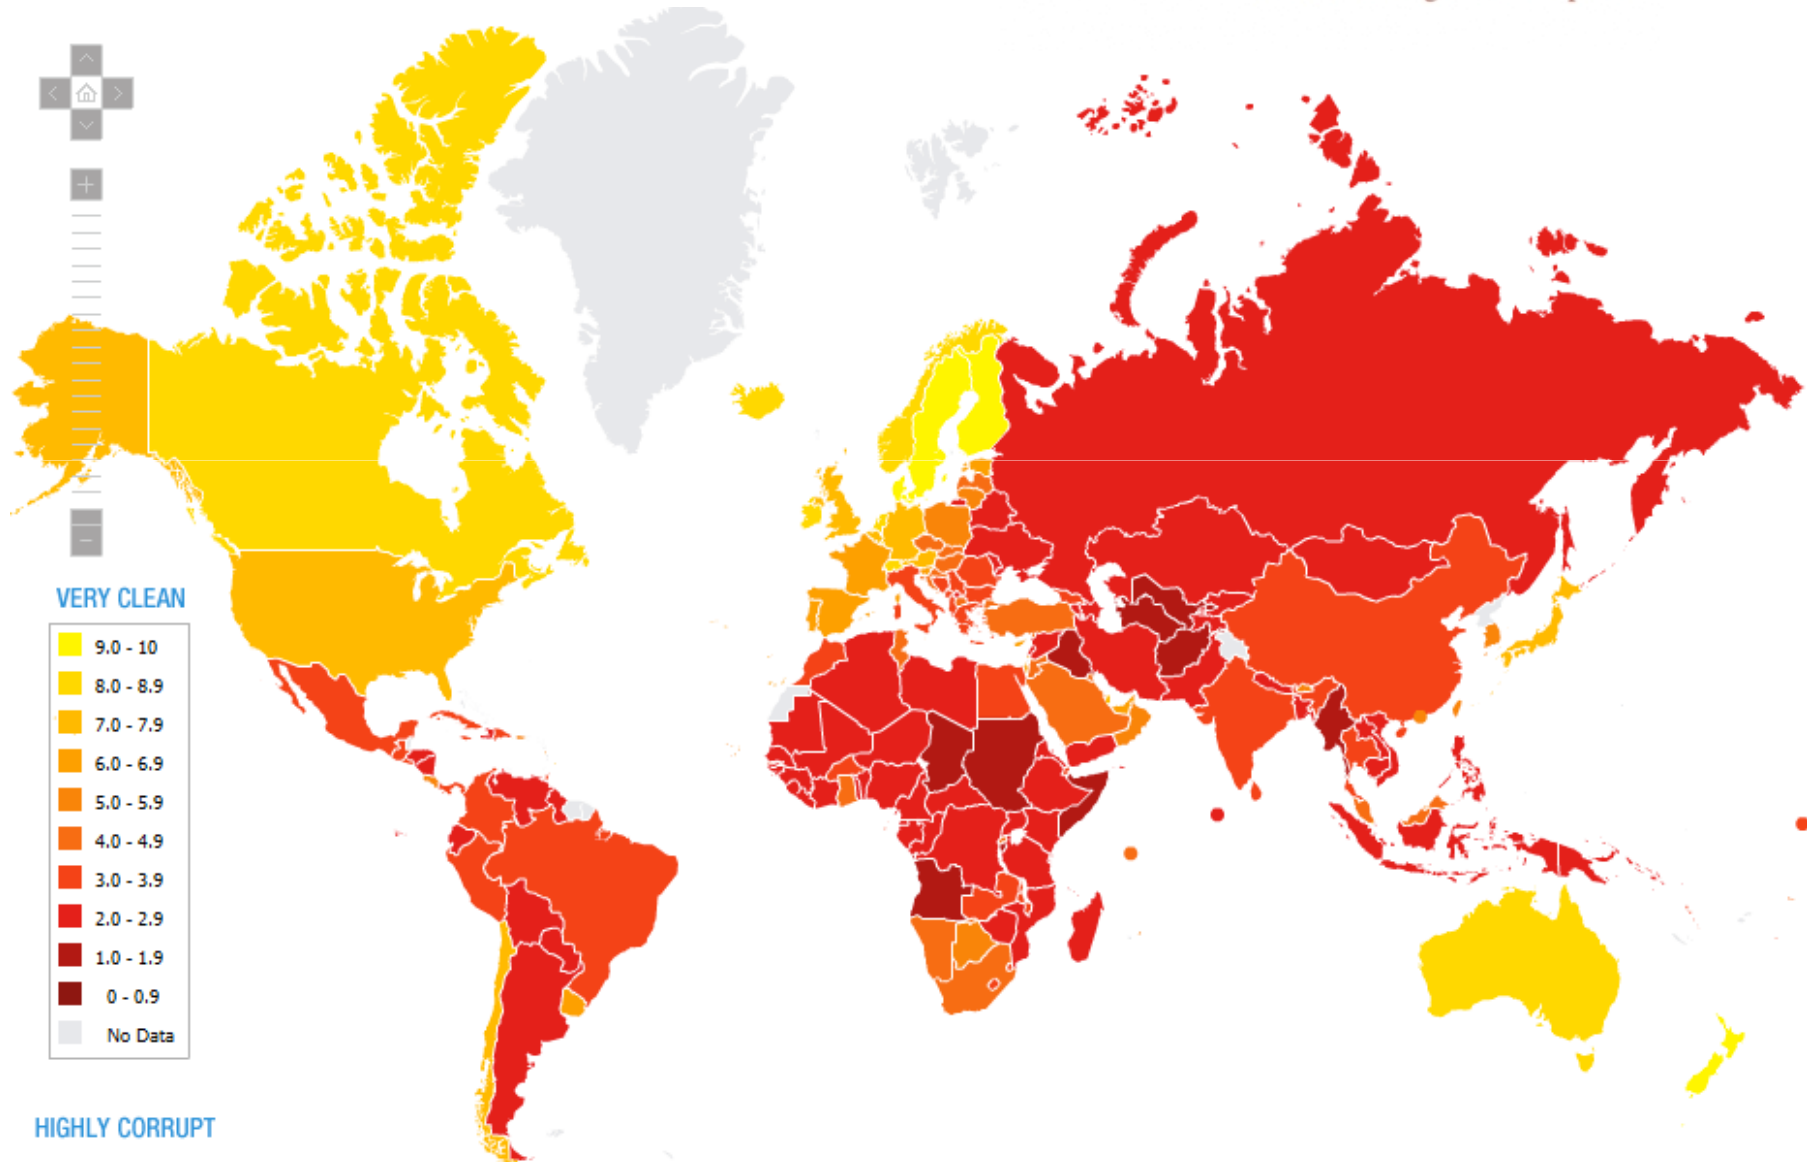 VERY CLEAN
9.0 - 10
8.0 - 8.9
7.0 - 7.9
6.0 - 6.9
5.0 - 5.9
4.0 - 4.9
3.0 - 3.9
2.0 - 2.9
1.0 - 1.9
0 - 0.9
No Data
HIGHLY CORRUPT